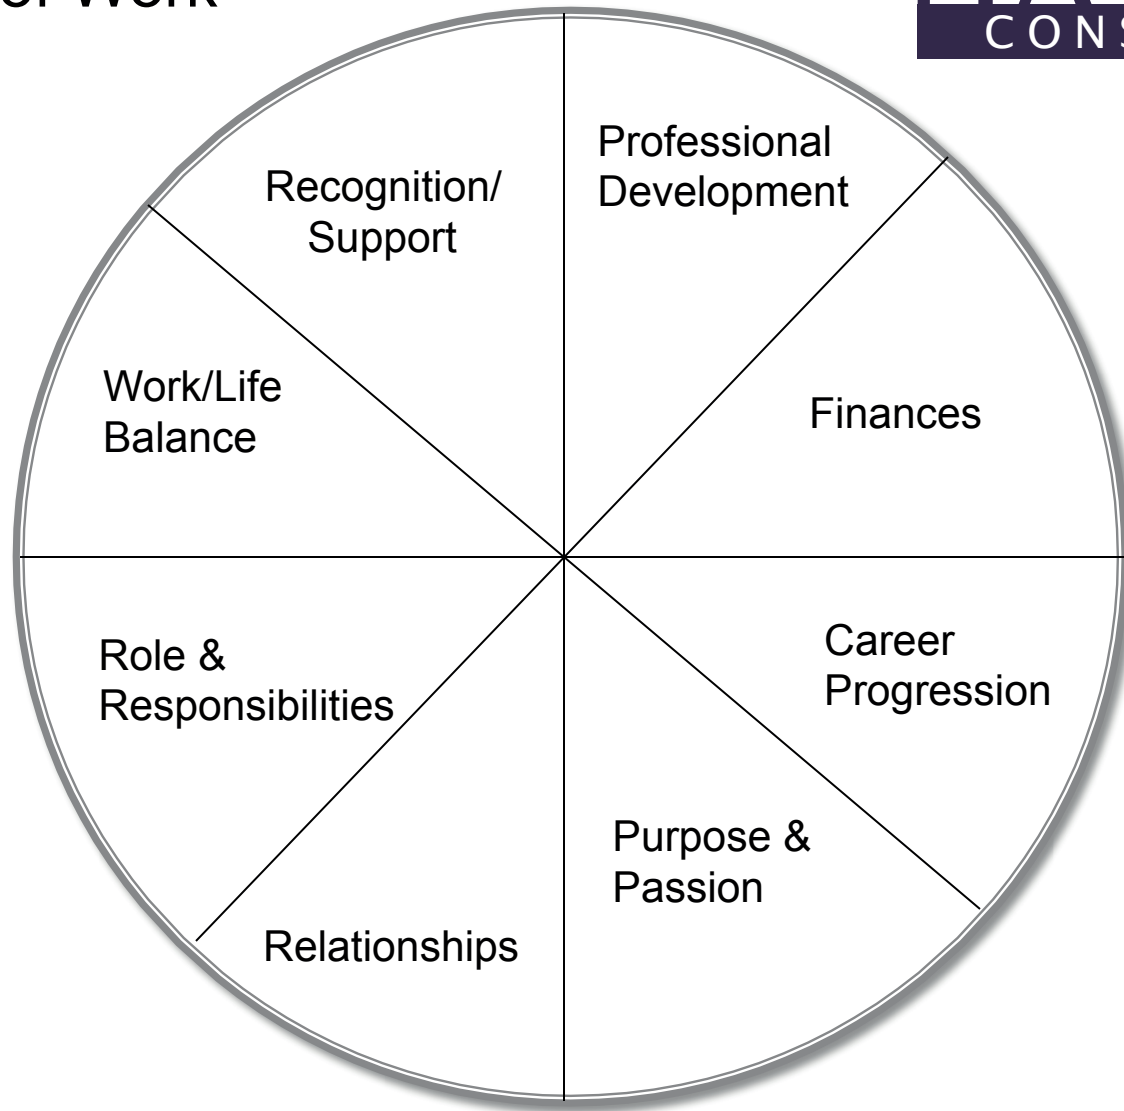 of Work
CONS
Professional
Development
Recognition/
Support
Work/Life
Balance
Finances
Role &
Responsibilities
Career
Progression
Purpose &
Passion
Relationships